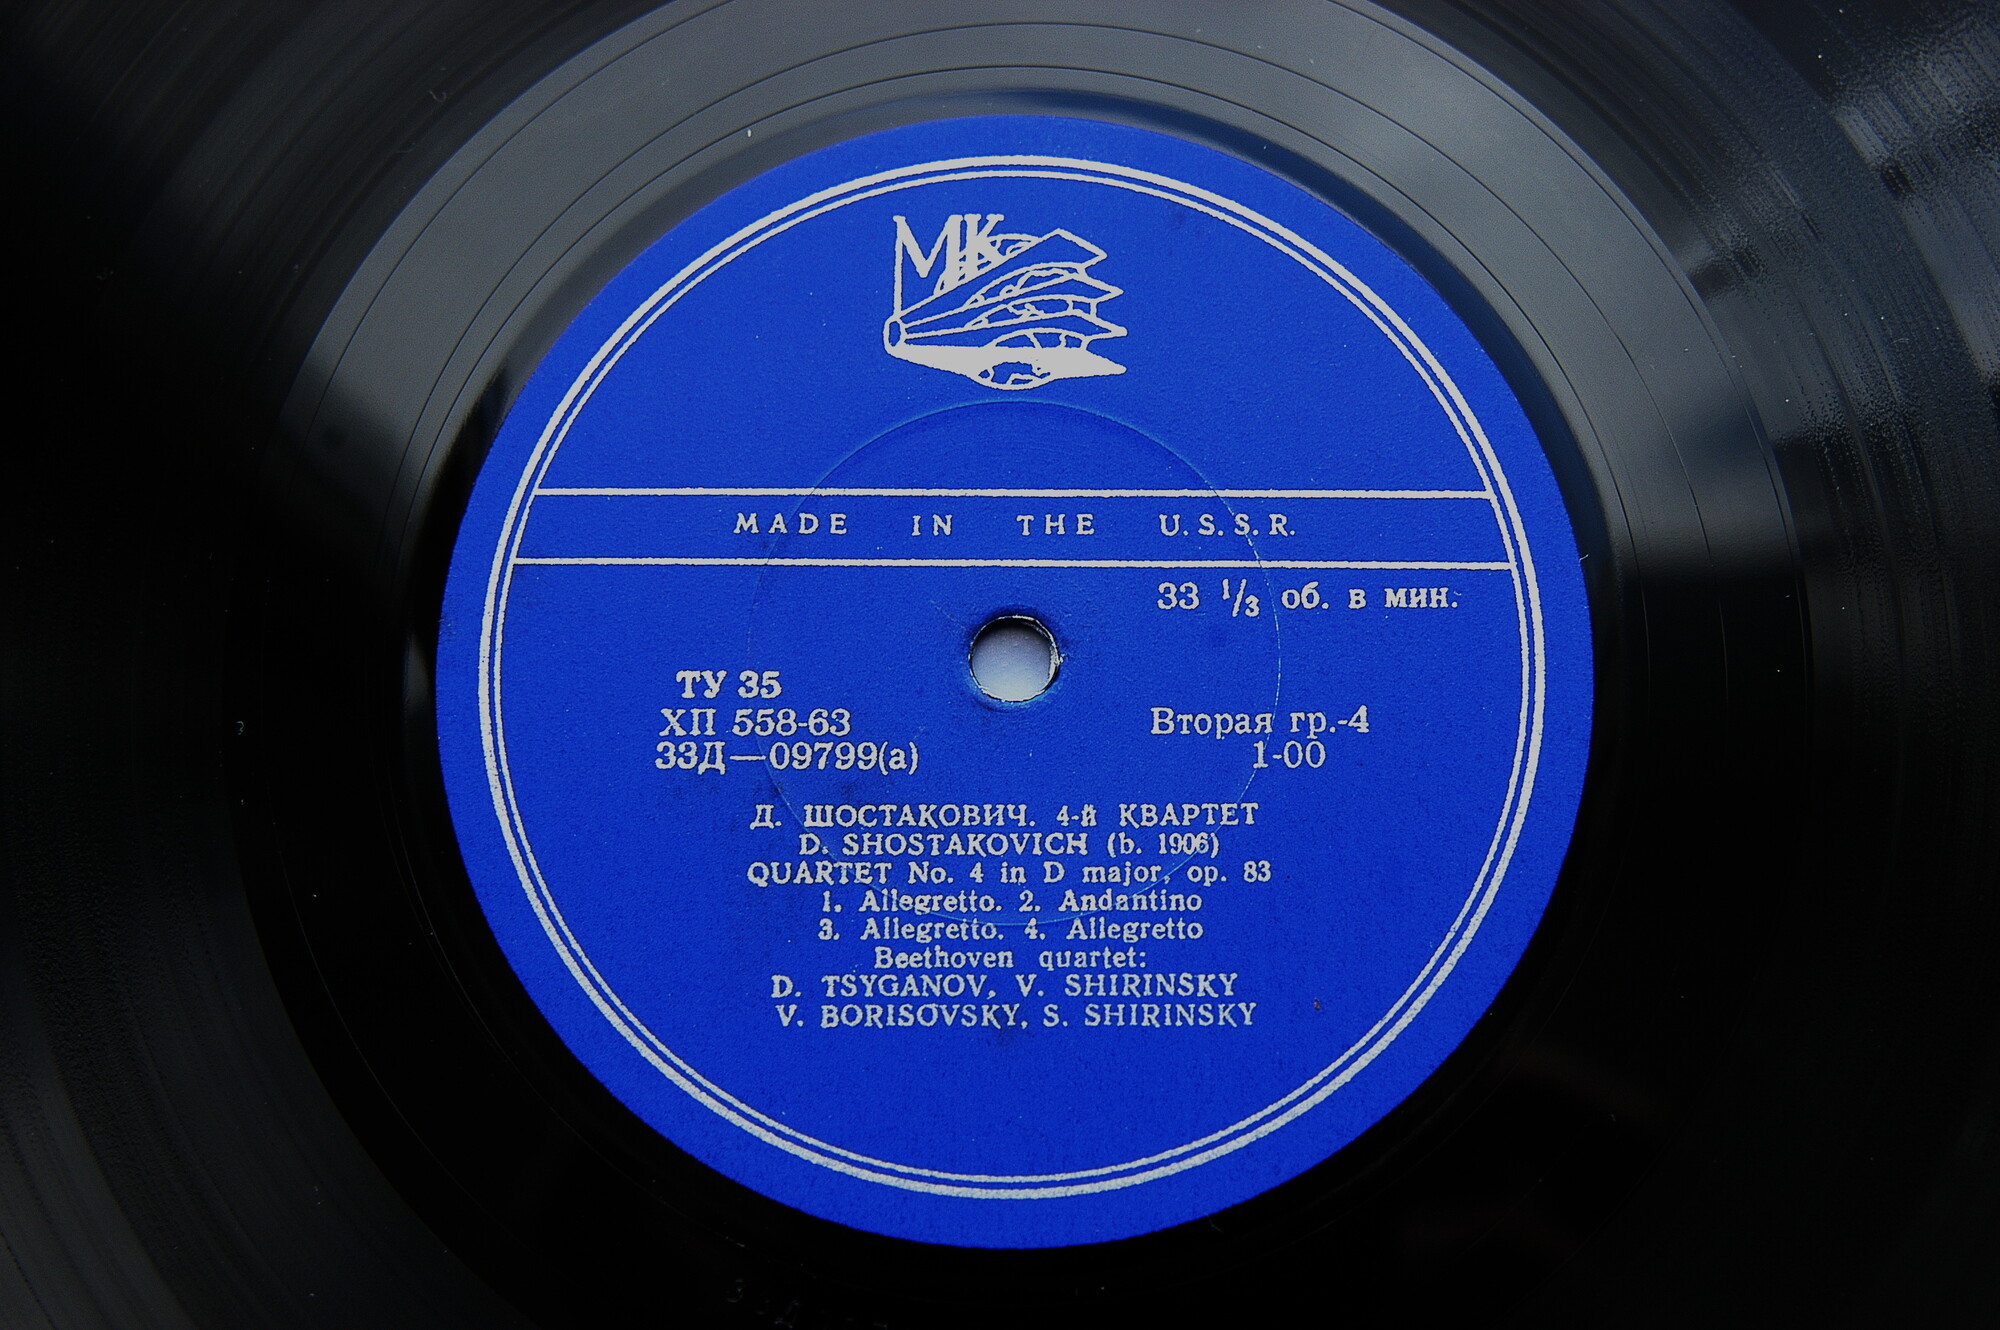 МК
MADE IN THE U.S.S.R.
33 1/3 об. в мин.
ТУ 35
ХП 558-63
33Д—09799(а)
Вторая гр.-4
1-00
Д. ШОСТАКОВИЧ. 4-й КВАРТЕТ
D. SHOSTAKOVICH (b. 1906)
QUARTET No. 4 in D major, op. 83
1. Allegretto. 2. Andantino
3. Allegretto. 4. Allegretto
Beethoven quartet:
D. TSYGANOV, V. SHIRINSKY
V. BORISOVSKY, S. SHIRINSKY